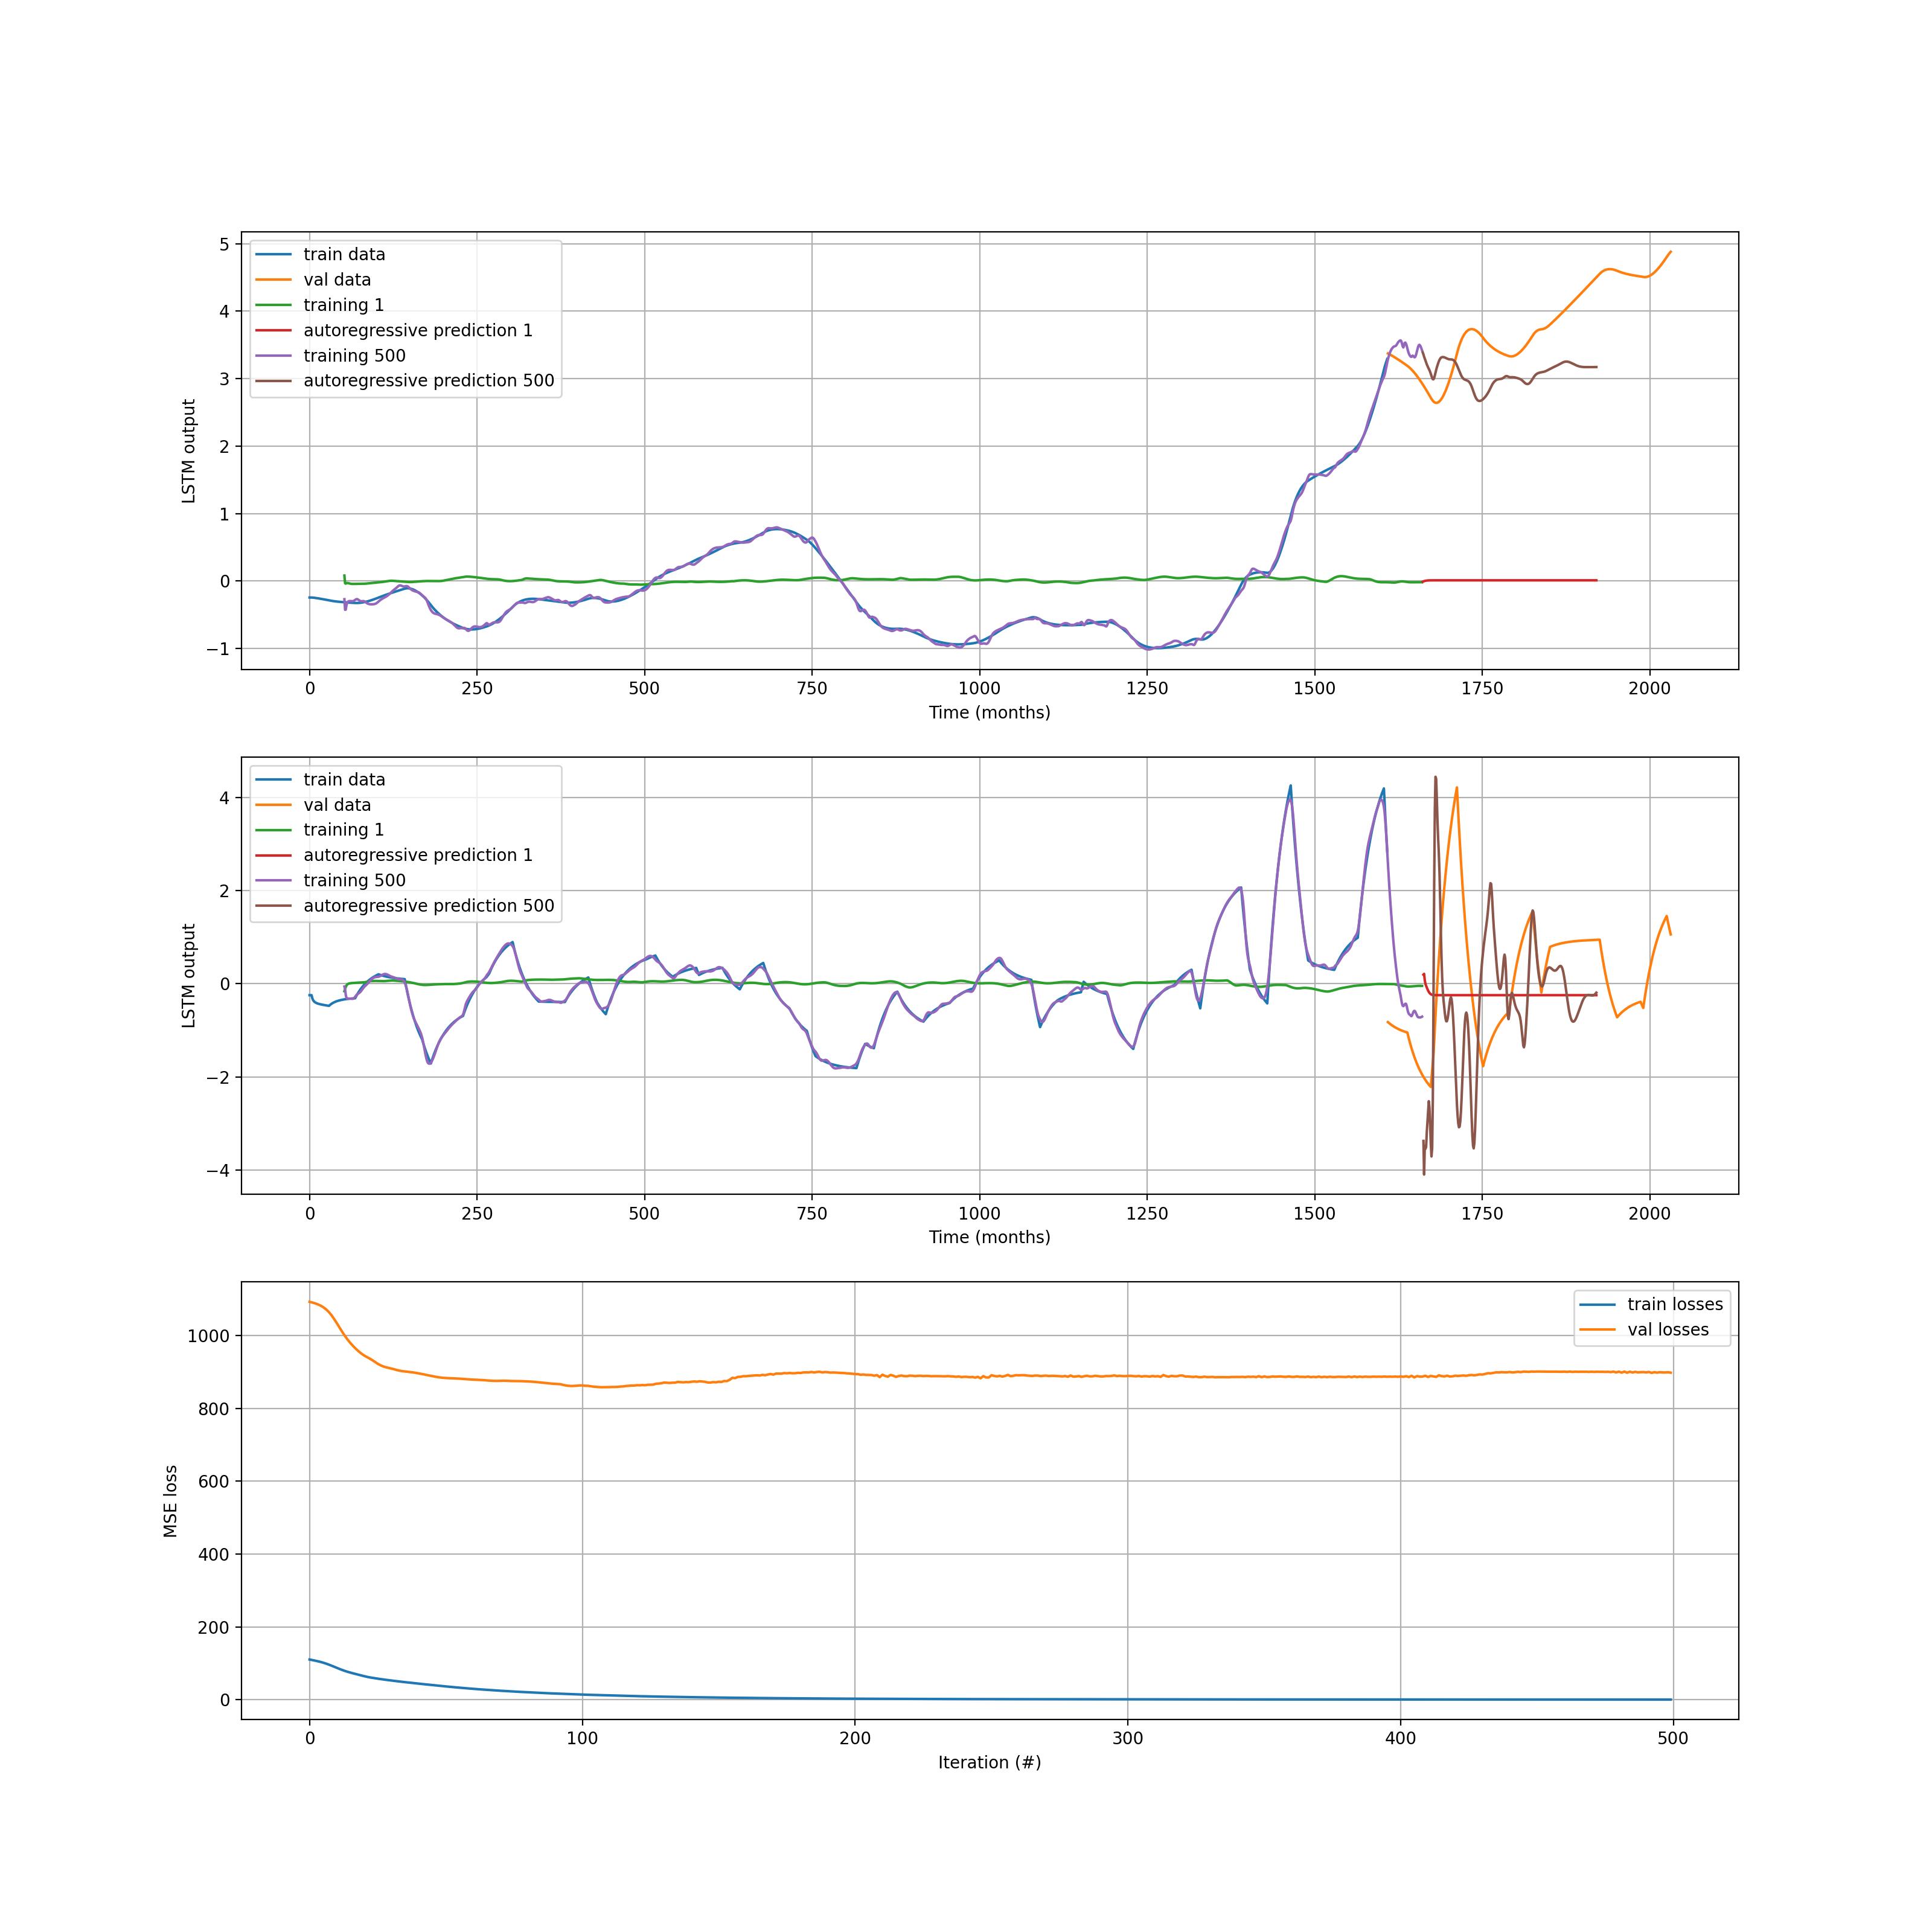 5
4
3
2
1
0
−1
LSTM output
train data
val data
training 1
autoregressive prediction 1
training 500
autoregressive prediction 500
0 250 500 750 1000 1250 1500 1750 2000
Time (months)
4
2
0
−2
−4
LSTM output
train data
val data
training 1
autoregressive prediction 1
training 500
autoregressive prediction 500
0 250 500 750 1000 1250 1500 1750 2000
Time (months)
1000
800
600
400
200
0
MSE loss
train losses
val losses
0 100 200 300 400 500
Iteration (#)